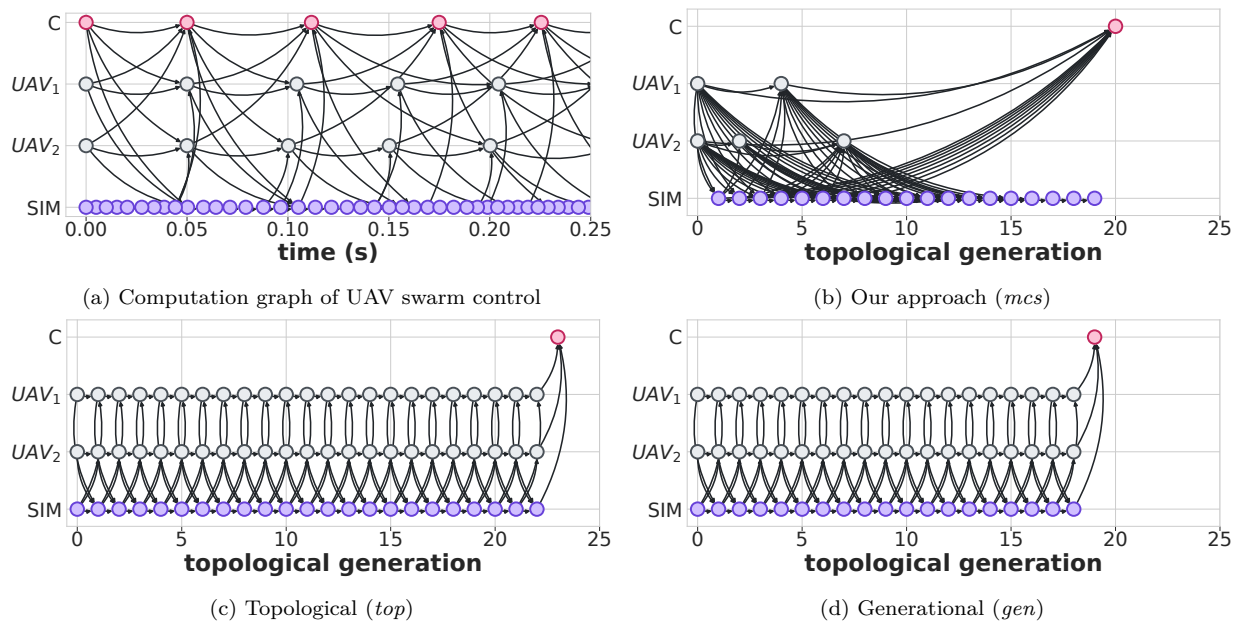 C
UAV₁
UAV₂
SIM
0.00 0.05 0.10 0.15 0.20 0.25
time (s)
(a) Computation graph of UAV swarm control
C
UAV₁
UAV₂
SIM
0 5 10 15 20 25
topological generation
(b) Our approach (mcs)
C
UAV₁
UAV₂
SIM
0 5 10 15 20 25
topological generation
(c) Topological (top)
C
UAV₁
UAV₂
SIM
0 5 10 15 20 25
topological generation
(d) Generational (gen)